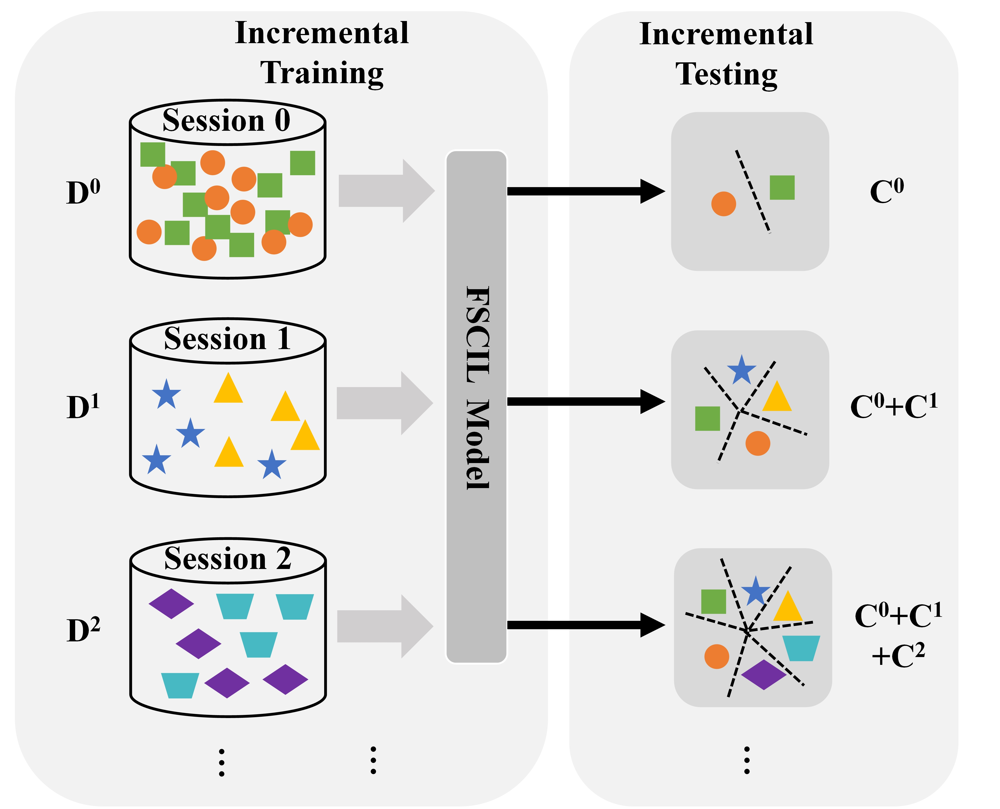 Incremental
Training
Incremental
Testing
Session 0
D⁰
C⁰
Session 1
D¹
FSCIL Model
C⁰+C¹
Session 2
D²
C⁰+C¹
+C²